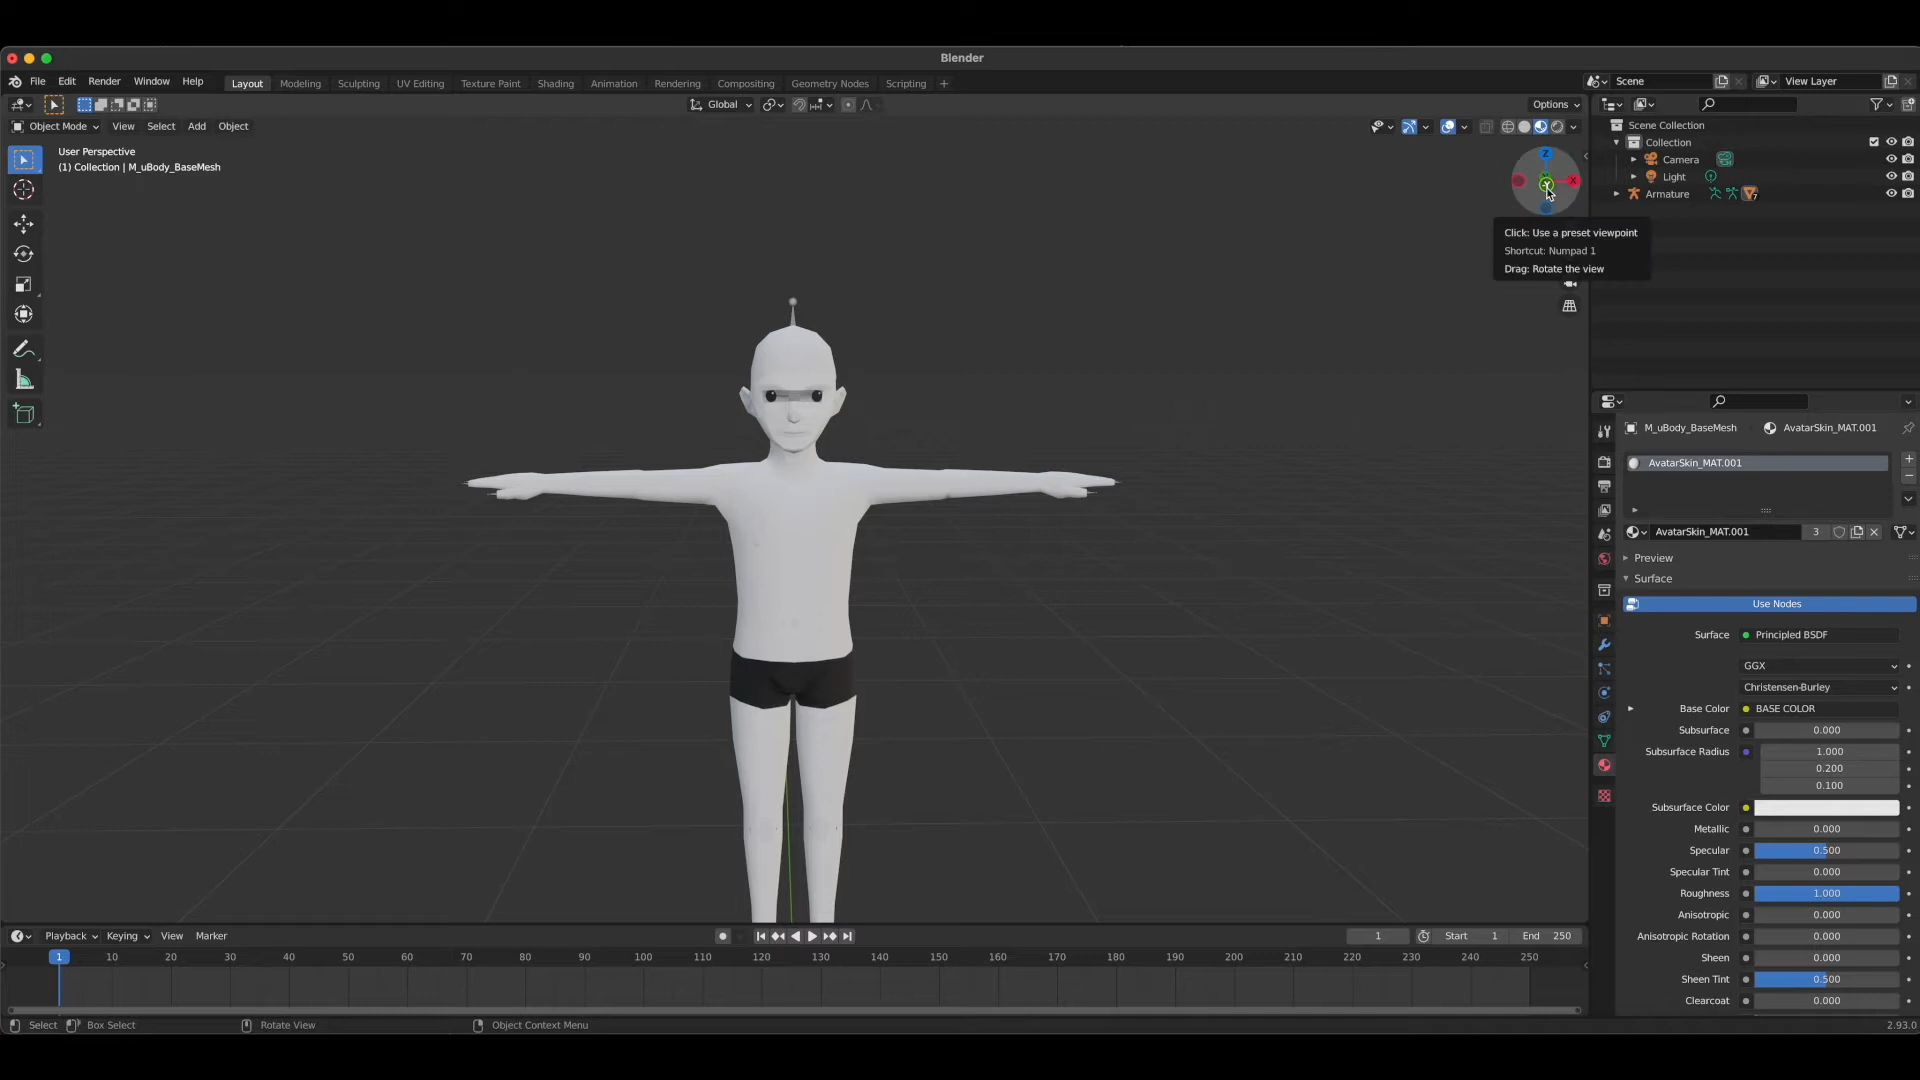 Blender
File Edit Render Window Help
Layout Modeling Sculpting UV Editing Texture Paint Shading Animation Rendering Compositing Geometry Nodes Scripting +
Scene
View Layer
Global
Options
Object Mode View Select Add Object
User Perspective
(1) Collection | M_uBody_BaseMesh
Z
Y
X
Click: Use a preset viewpoint
Shortcut: Numpad 1
Drag: Rotate the view
Scene Collection
Collection
Camera
Light
Armature
7
M_uBody_BaseMesh AvatarSkin_MAT.001
AvatarSkin_MAT.001
AvatarSkin_MAT.001 3
Preview
Surface
Use Nodes
Surface Principled BSDF
GGX
Christensen-Burley
Base Color BASE COLOR
Subsurface 0.000
Subsurface Radius 1.000
0.200
0.100
Subsurface Color
Metallic 0.000
Specular 0.500
Specular Tint 0.000
Roughness 1.000
Anisotropic 0.000
Anisotropic Rotation 0.000
Sheen 0.000
Sheen Tint 0.500
Clearcoat 0.000
Playback Keying View Marker
1 Start 1 End 250
1 10 20 30 40 50 60 70 80 90 100 110 120 130 140 150 160 170 180 190 200 210 220 230 240 250
Select Box Select Rotate View Object Context Menu
2.93.0